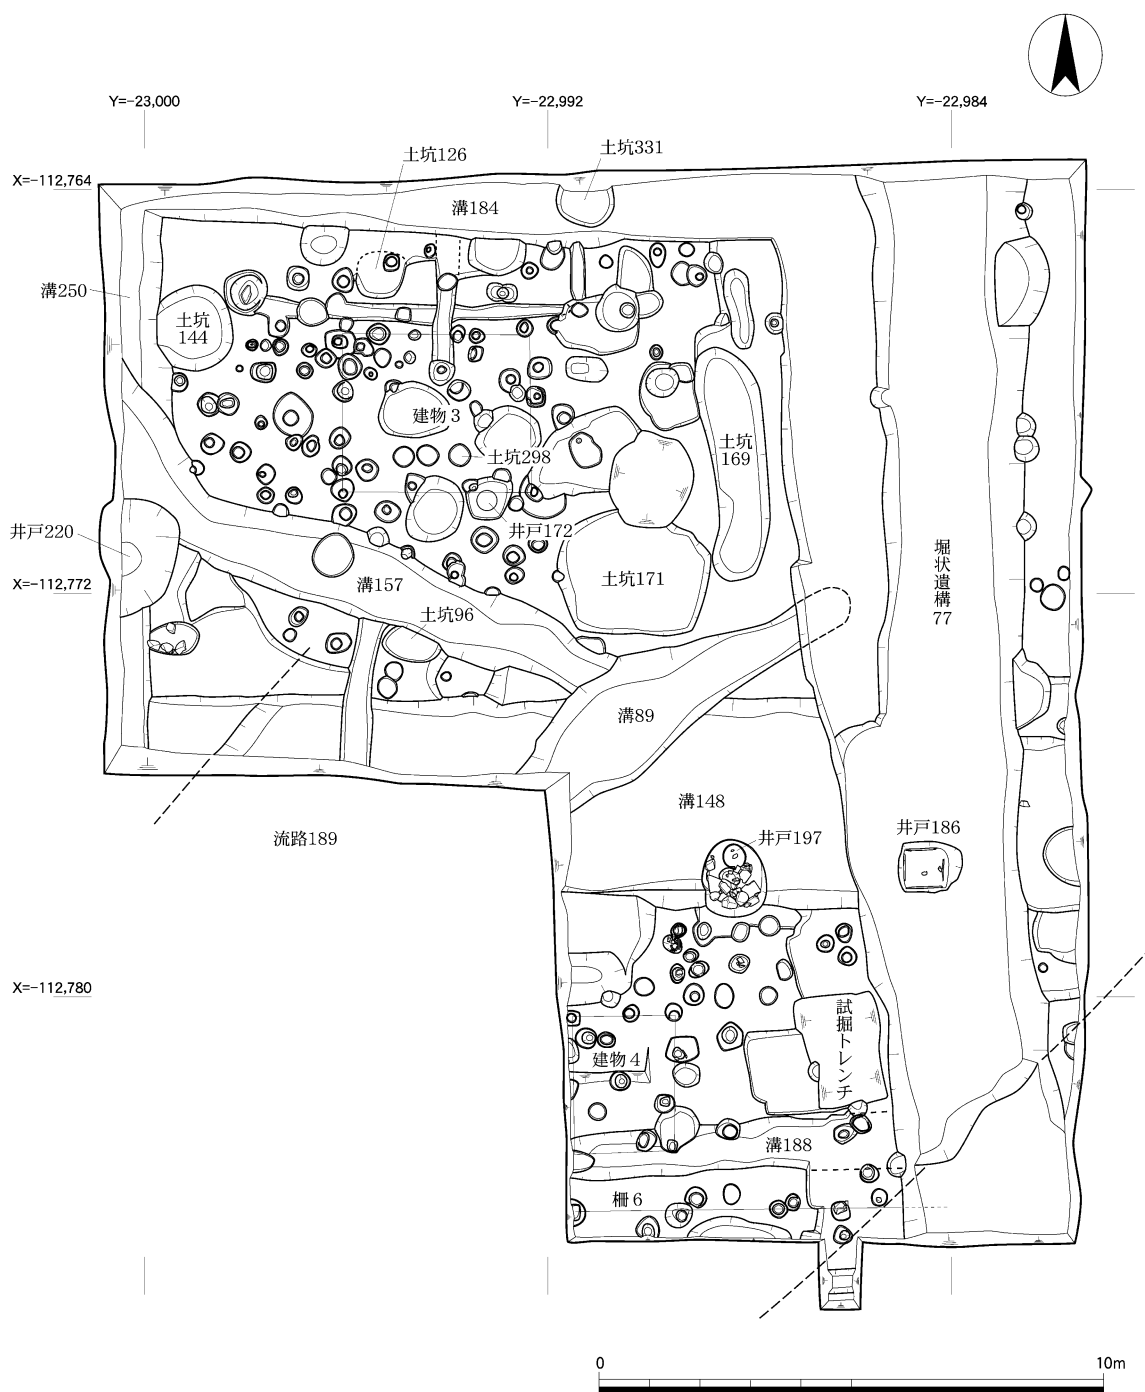 Y=-23,000
Y=-22,992
Y=-22,984
土坑126
土坑331
X=-112,764
溝184
溝250
土坑
144
建物3
土坑298
土坑
169
井戸220
井戸172
堀状遺構77
X=-112,772
溝157
土坑171
土坑96
溝89
溝148
流路189
井戸197
井戸186
X=-112,780
試掘トレンチ
建物4
溝188
柵6
0
10m